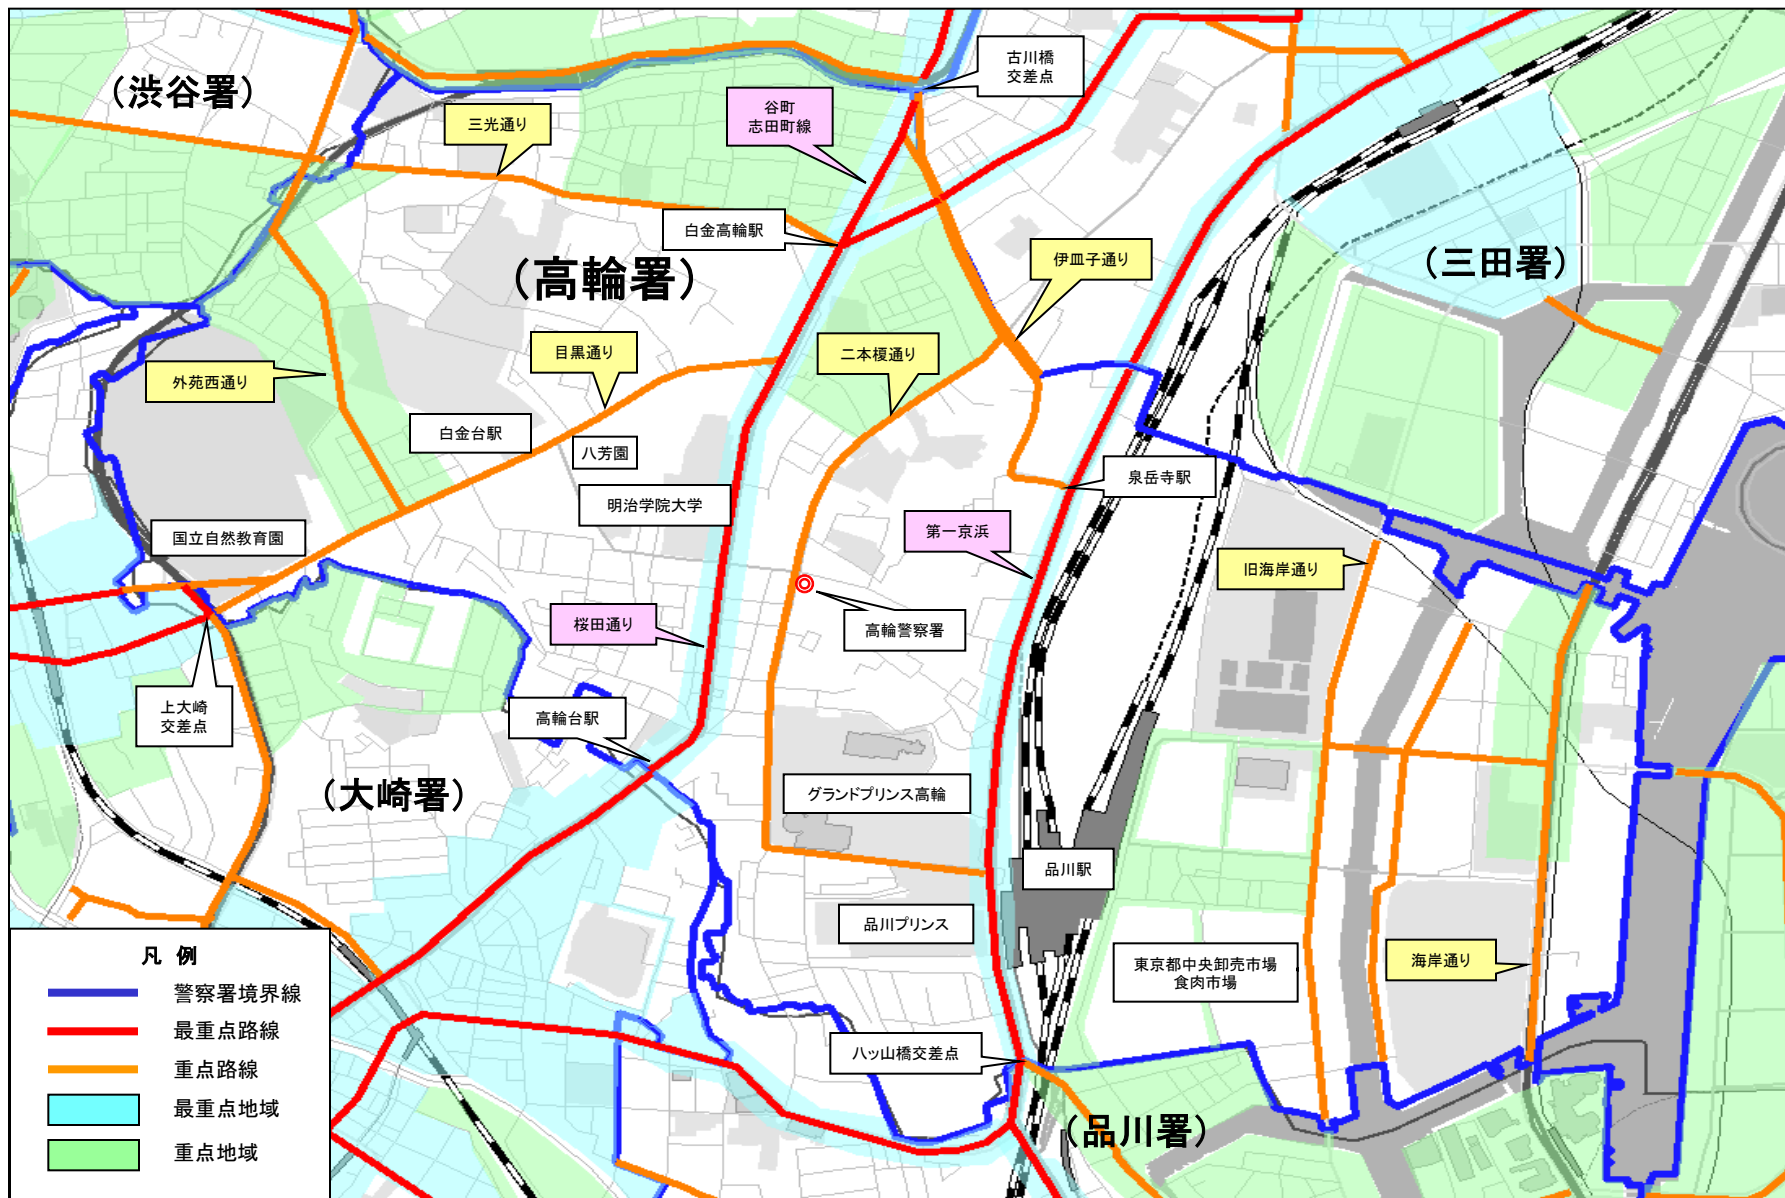 古川橋
交差点
(渋谷署)
谷町
志田町線
三光通り
白金高輪駅
伊皿子通り
(三田署)
(高輪署)
目黒通り
二本榎通り
外苑西通り
白金台駅
八芳園
泉岳寺駅
明治学院大学
第一京浜
国立自然教育園
旧海岸通り
桜田通り
高輪警察署
上大崎
交差点
高輪台駅
(大崎署)
グランドプリンス高輪
品川駅
品川プリンス
東京都中央卸売市場
食肉市場
海岸通り
八ッ山橋交差点
(品川署)
凡 例
警察署境界線
最重点路線
重点路線
最重点地域
重点地域